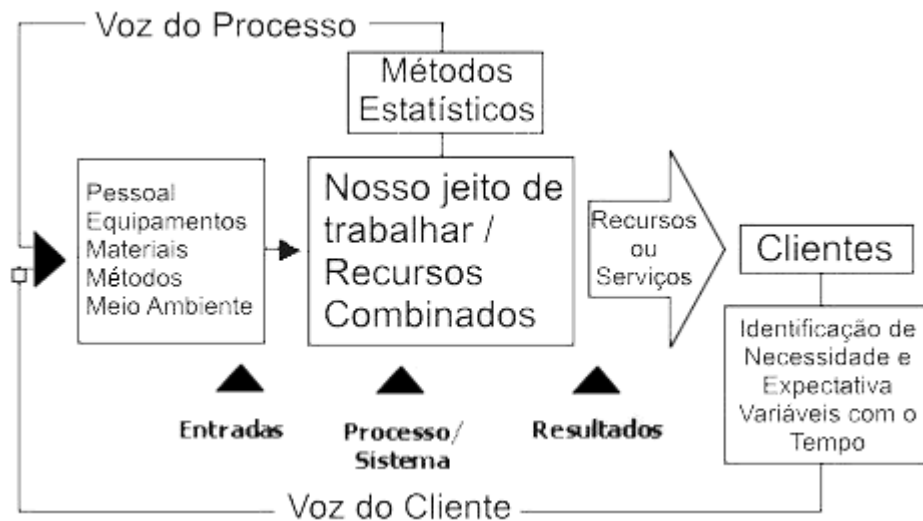 Voz do Processo
Métodos
Estatísticos
Pessoal
Equipamentos
Materiais
Métodos
Meio Ambiente
Nosso jeito de
trabalhar /
Recursos
Combinados
Recursos
ou
Serviços
Clientes
Identificação de
Necessidade e
Expectativa
Variáveis com o
Tempo
Entradas
Processo/
Sistema
Resultados
Voz do Cliente